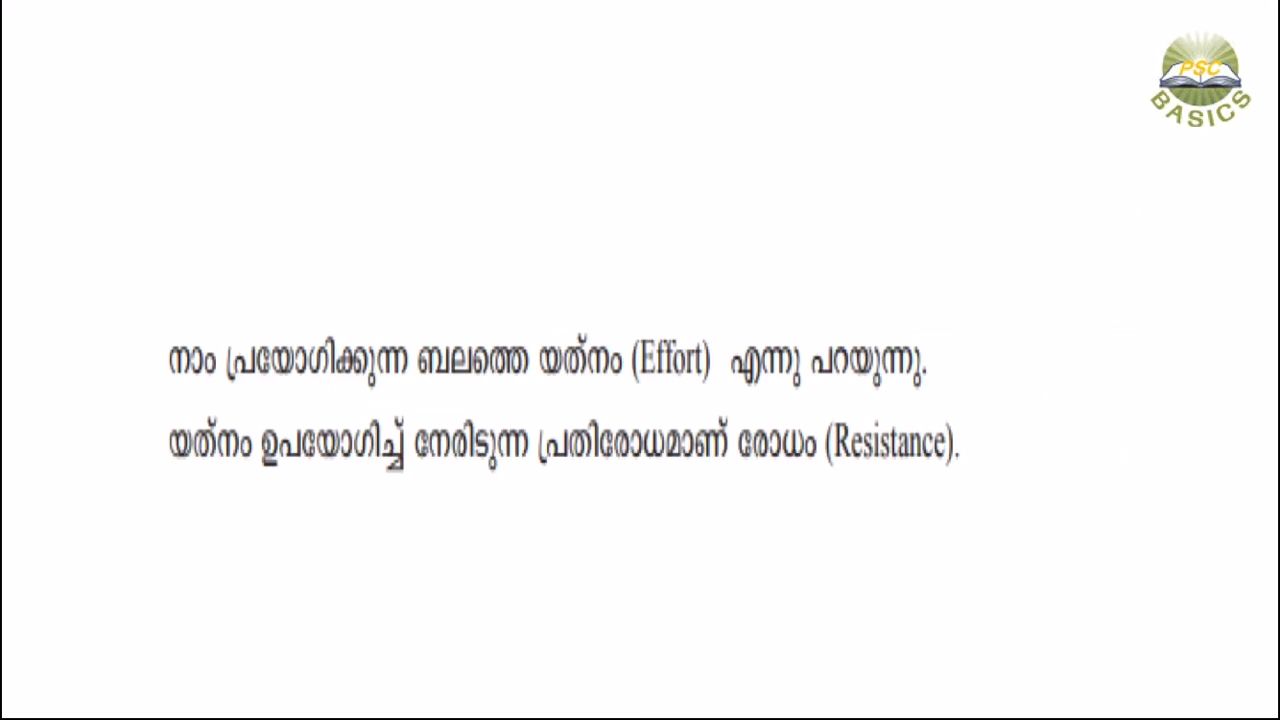 PSC
BASICS
നാം പ്രയോഗിക്കുന്ന ബലത്തെ യത്നം (Effort) എന്നു പറയുന്നു.
യത്നം ഉപയോഗിച്ച് നേരിടുന്ന പ്രതിരോധമാണ് രോധം (Resistance).